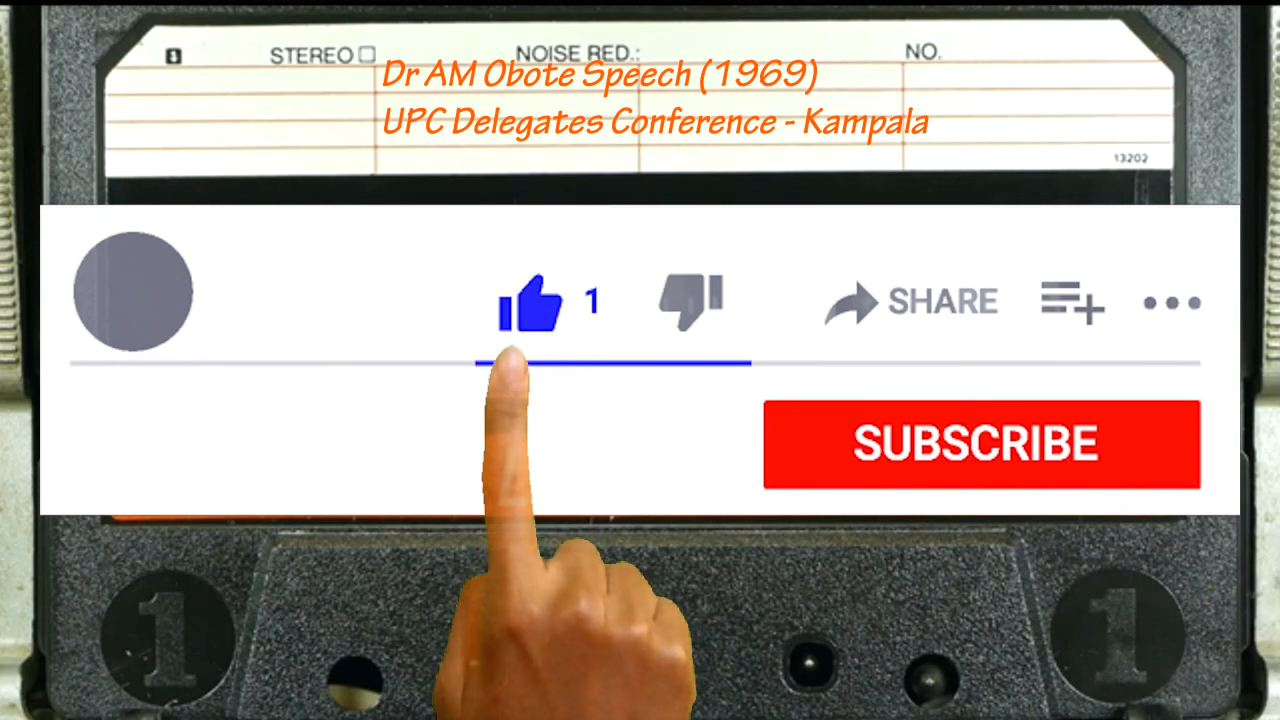 STEREO NOISE RED.: NO.
Dr AM Obote Speech (1969)
UPC Delegates Conference - Kampala
13202
1
SHARE
SUBSCRIBE
1 1